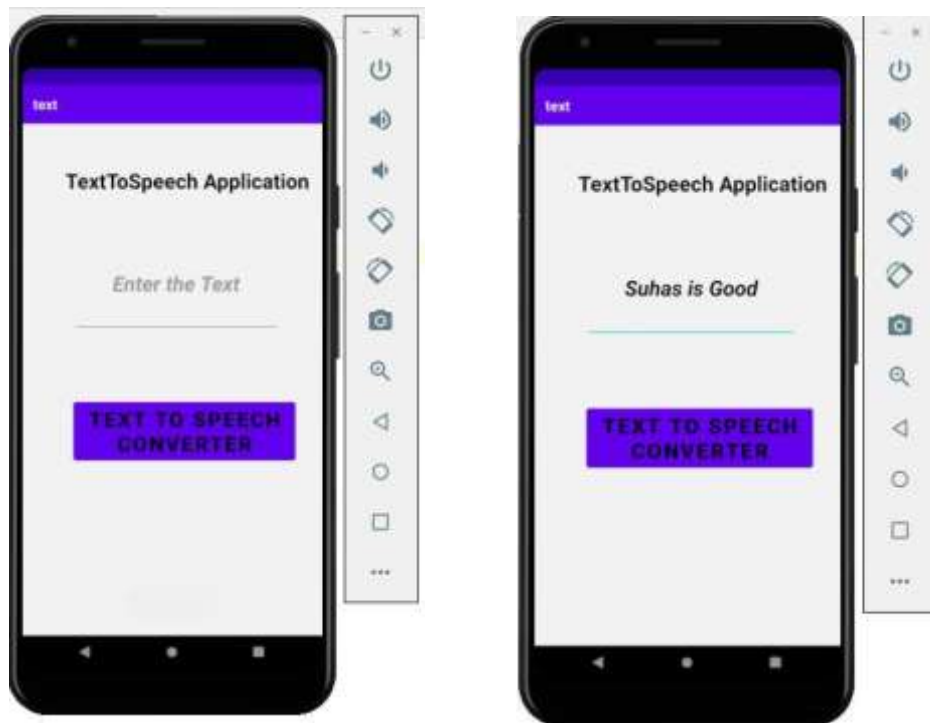 text
TextToSpeech Application
Enter the Text
TEXT TO SPEECH
CONVERTER
text
TextToSpeech Application
Suhas is Good
TEXT TO SPEECH
CONVERTER